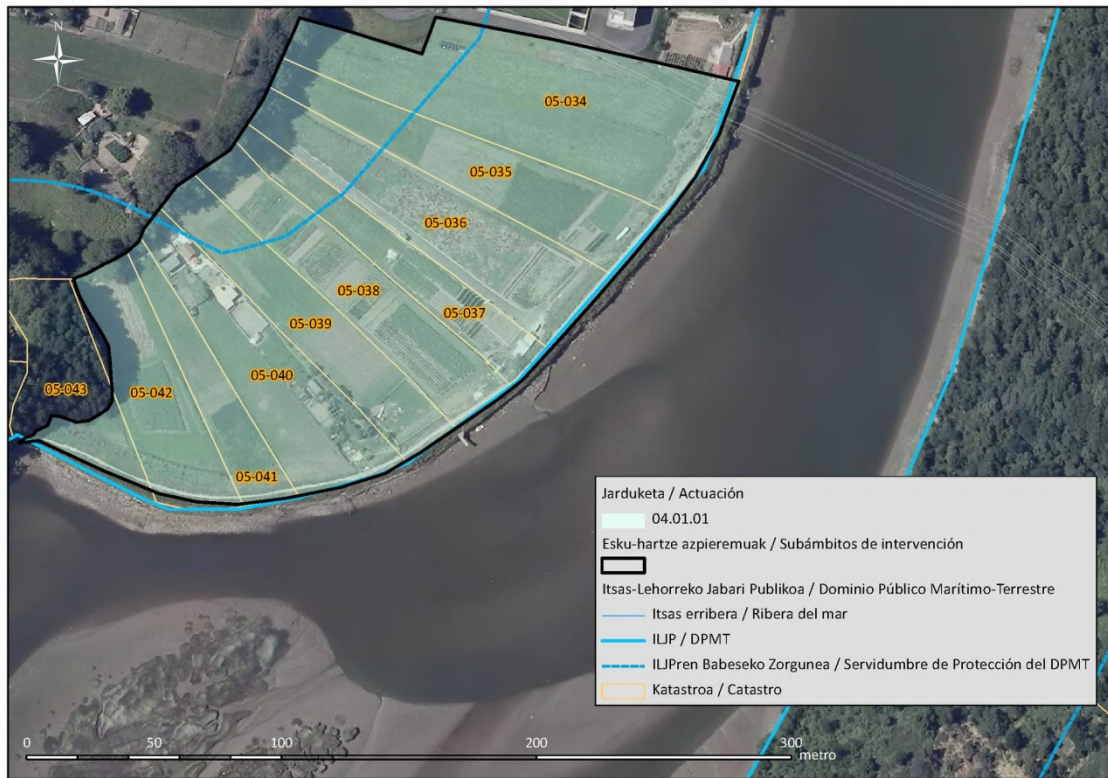 N
05-034
05-035
05-036
05-038
05-037
05-039
05-040
05-043
05-042
05-041
Jarduketa / Actuación
04.01.01
Esku-hartze azpieremuak / Subámbitos de intervención
Itsas-Lehorreko Jabari Publikoa / Dominio Público Marítimo-Terrestre
Itsas erribera / Ribera del mar
ILJP / DPMT
ILJPren Babeseko Zorgunea / Servidumbre de Protección del DPMT
Katastroa / Catastro
0 50 100 200 300
metro